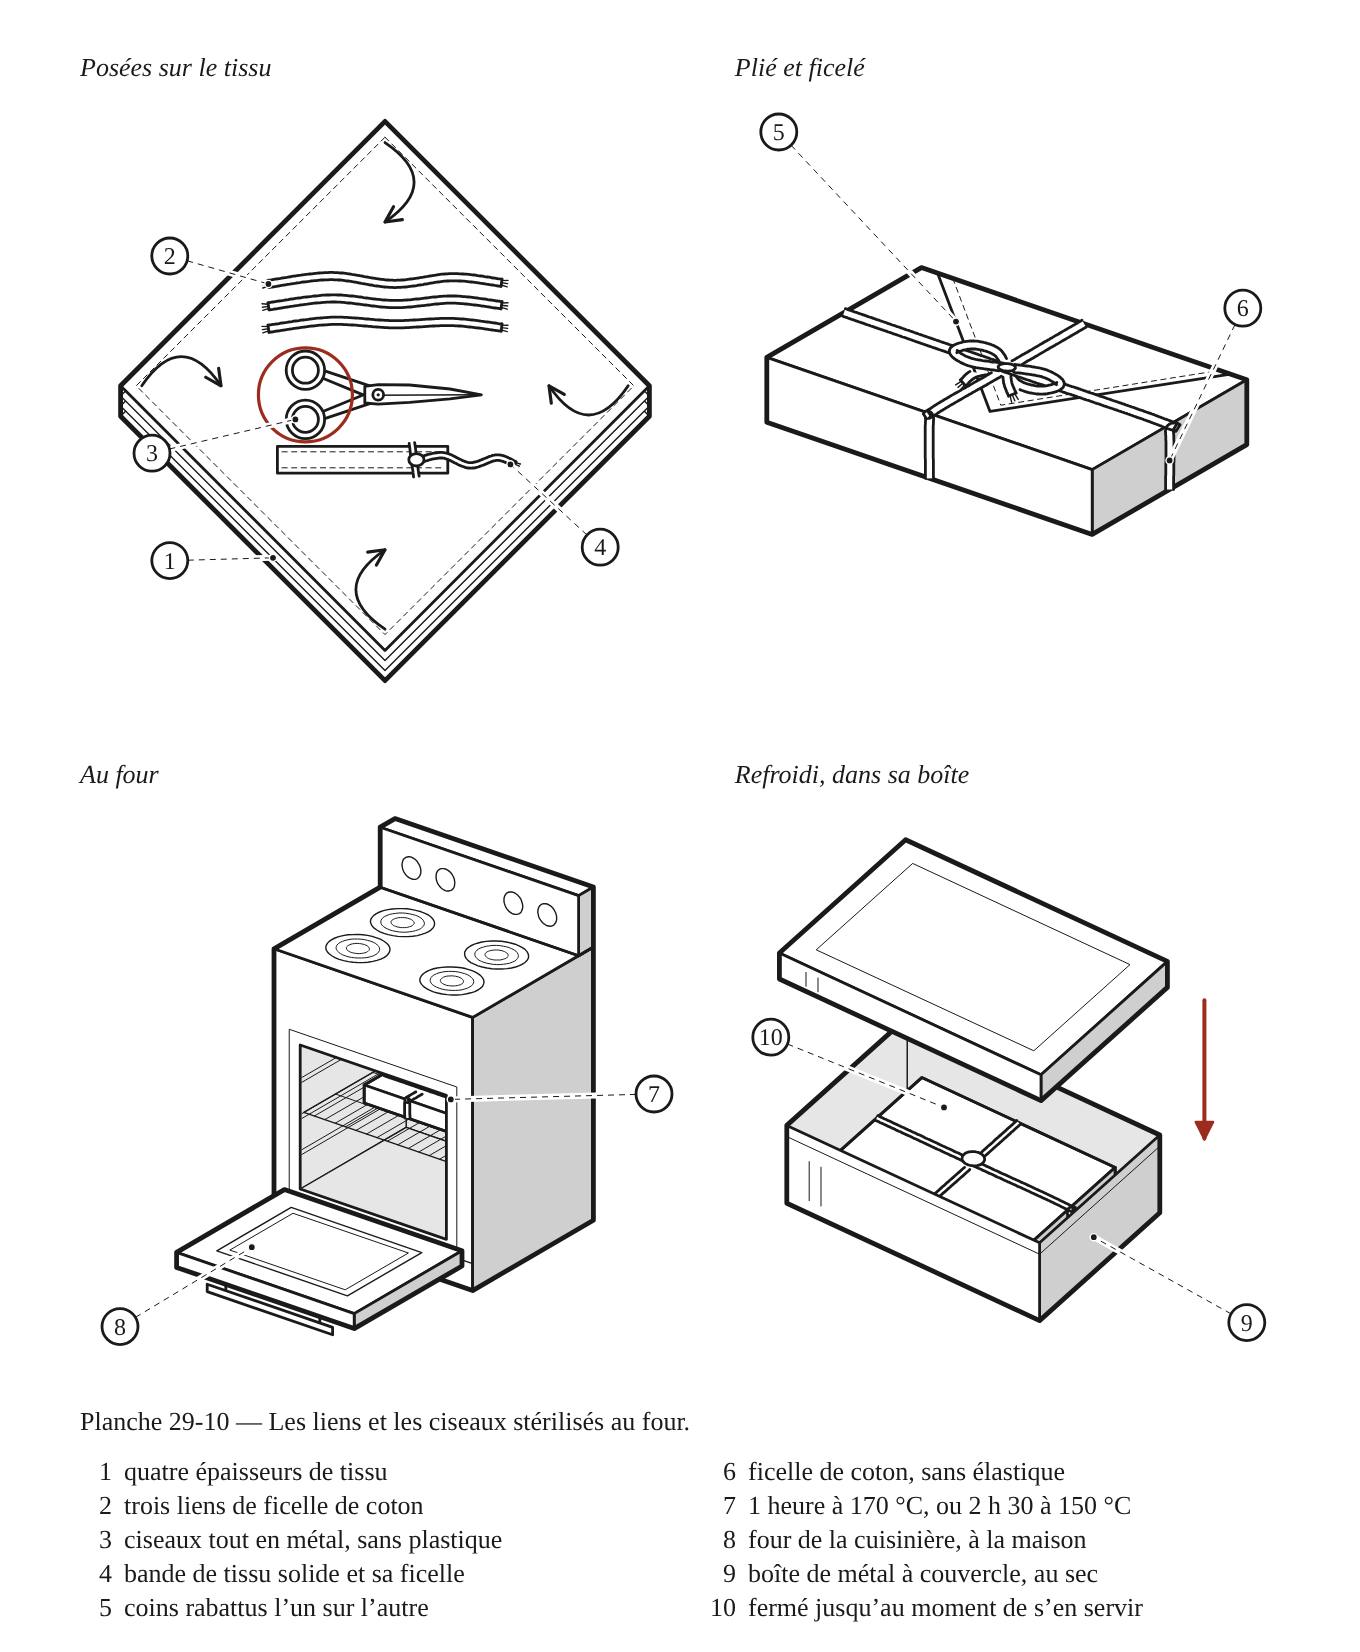 Posées sur le tissu
Plié et ficelé
5
2
6
3
4
1
Au four
Refroidi, dans sa boîte
10
7
9
8
Planche 29-10 — Les liens et les ciseaux stérilisés au four.
1 quatre épaisseurs de tissu
2 trois liens de ficelle de coton
3 ciseaux tout en métal, sans plastique
4 bande de tissu solide et sa ficelle
5 coins rabattus l’un sur l’autre
6 ficelle de coton, sans élastique
7 1 heure à 170 °C, ou 2 h 30 à 150 °C
8 four de la cuisinière, à la maison
9 boîte de métal à couvercle, au sec
10 fermé jusqu’au moment de s’en servir